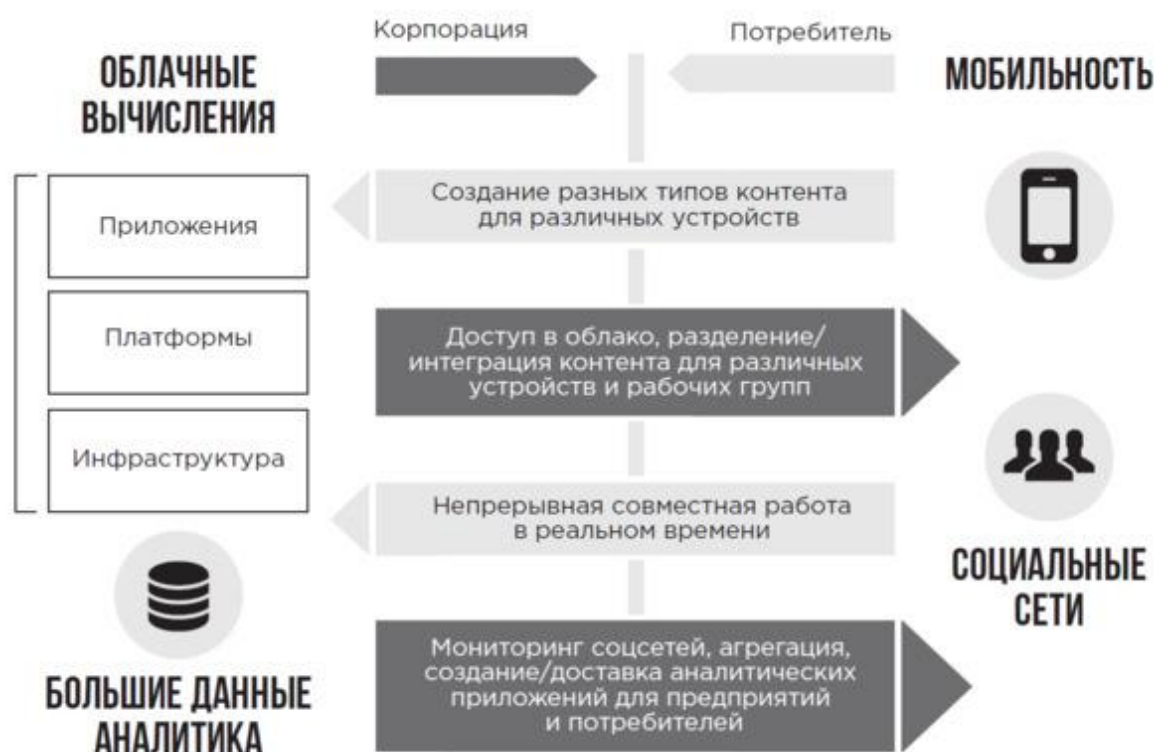 Корпорация
Потребитель
ОБЛАЧНЫЕ
ВЫЧИСЛЕНИЯ
МОБИЛЬНОСТЬ
Приложения
Платформы
Инфраструктура
Создание разных типов контента
для различных устройств
Доступ в облако, разделение/
интеграция контента для различных
устройств и рабочих групп
Непрерывная совместная работа
в реальном времени
Мониторинг соцсетей, агрегация,
создание/доставка аналитических
приложений для предприятий
и потребителей
СОЦИАЛЬНЫЕ
СЕТИ
БОЛЬШИЕ ДАННЫЕ
АНАЛИТИКА